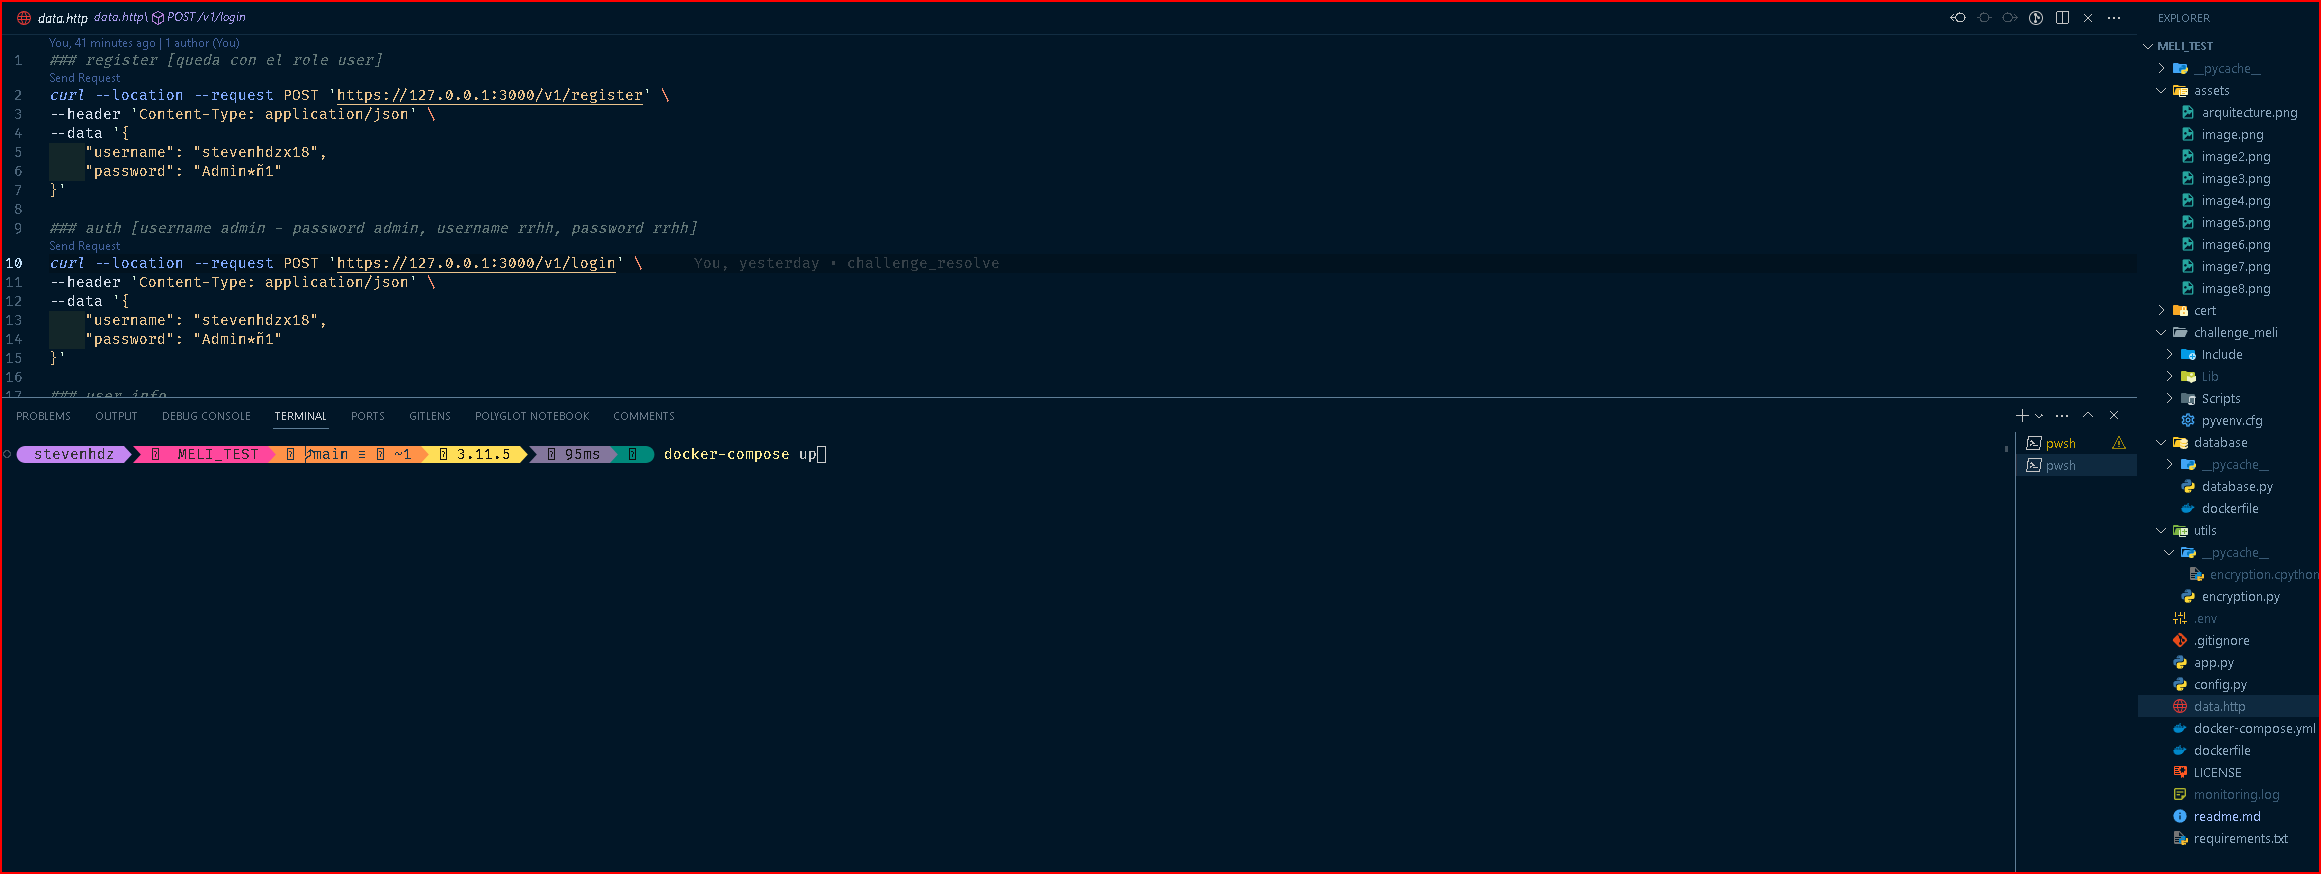 data.http data.http\ POST /v1/login
You, 41 minutes ago | 1 author (You)
1 ### register [queda con el role user]
Send Request
2 curl --location --request POST 'https://127.0.0.1:3000/v1/register' \
3 --header 'Content-Type: application/json' \
4 --data '{
5 "username": "stevenhdzx18",
6 "password": "Admin*ñ1"
7 }'
8
9 ### auth [username admin - password admin, username rrhh, password rrhh]
Send Request
10 curl --location --request POST 'https://127.0.0.1:3000/v1/login' \ You, yesterday • challenge_resolve
11 --header 'Content-Type: application/json' \
12 --data '{
13 "username": "stevenhdzx18",
14 "password": "Admin*ñ1"
15 }'
16
17 ### user info
PROBLEMS OUTPUT DEBUG CONSOLE TERMINAL PORTS GITLENS POLYGLOT NOTEBOOK COMMENTS
stevenhdz MELI_TEST main ≡ ~1 3.11.5 95ms docker-compose up
pwsh
pwsh
EXPLORER
MELI_TEST
__pycache__
assets
arquitecture.png
image.png
image2.png
image3.png
image4.png
image5.png
image6.png
image7.png
image8.png
cert
challenge_meli
Include
Lib
Scripts
pyvenv.cfg
database
__pycache__
database.py
dockerfile
utils
__pycache__
encryption.cpython
encryption.py
.env
.gitignore
app.py
config.py
data.http
docker-compose.yml
dockerfile
LICENSE
monitoring.log
readme.md
requirements.txt